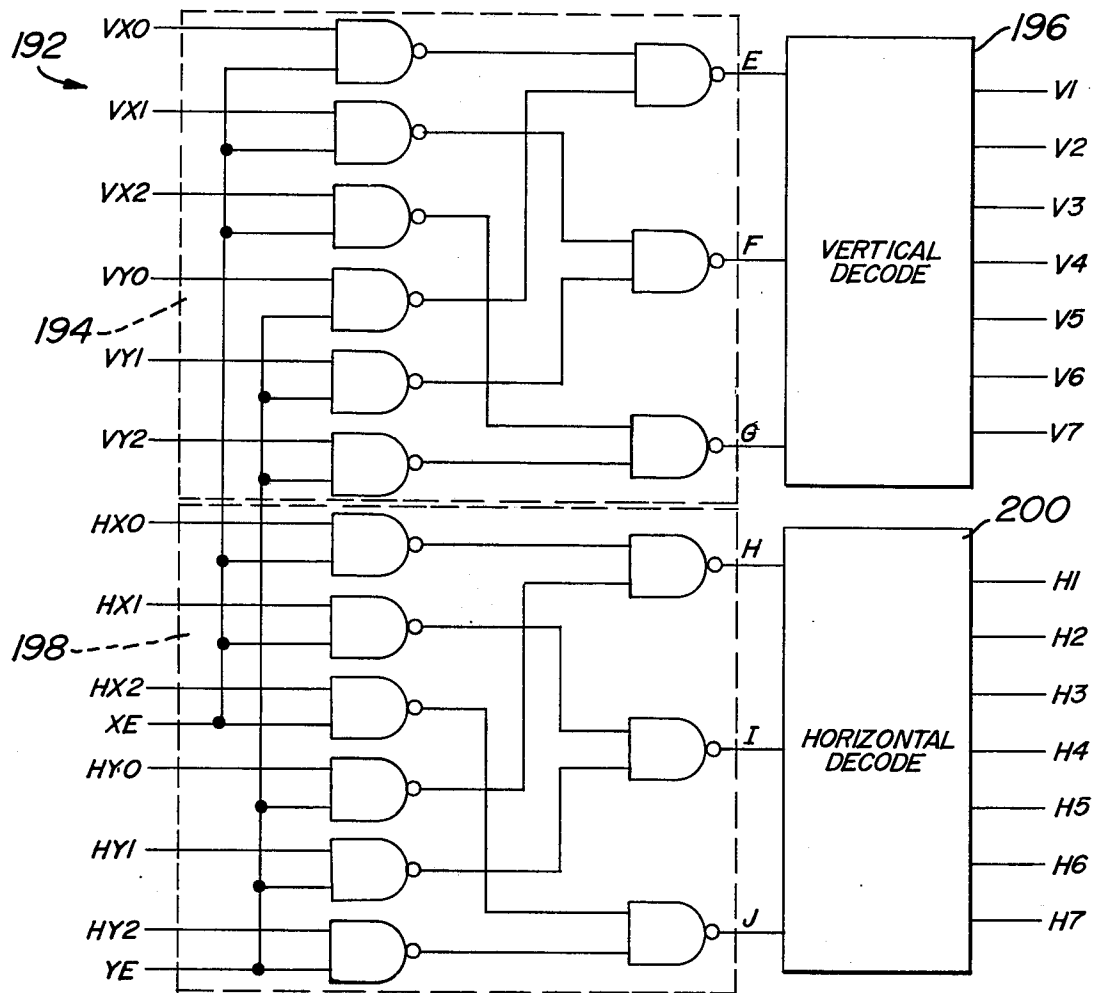 192
VX0
VX1
VX2
VY0
194
VY1
VY2
E
F
G
196
VERTICAL
DECODE
V1
V2
V3
V4
V5
V6
V7
HX0
HX1
198
HX2
XE
HY0
HY1
HY2
YE
H
I
J
200
HORIZONTAL
DECODE
H1
H2
H3
H4
H5
H6
H7